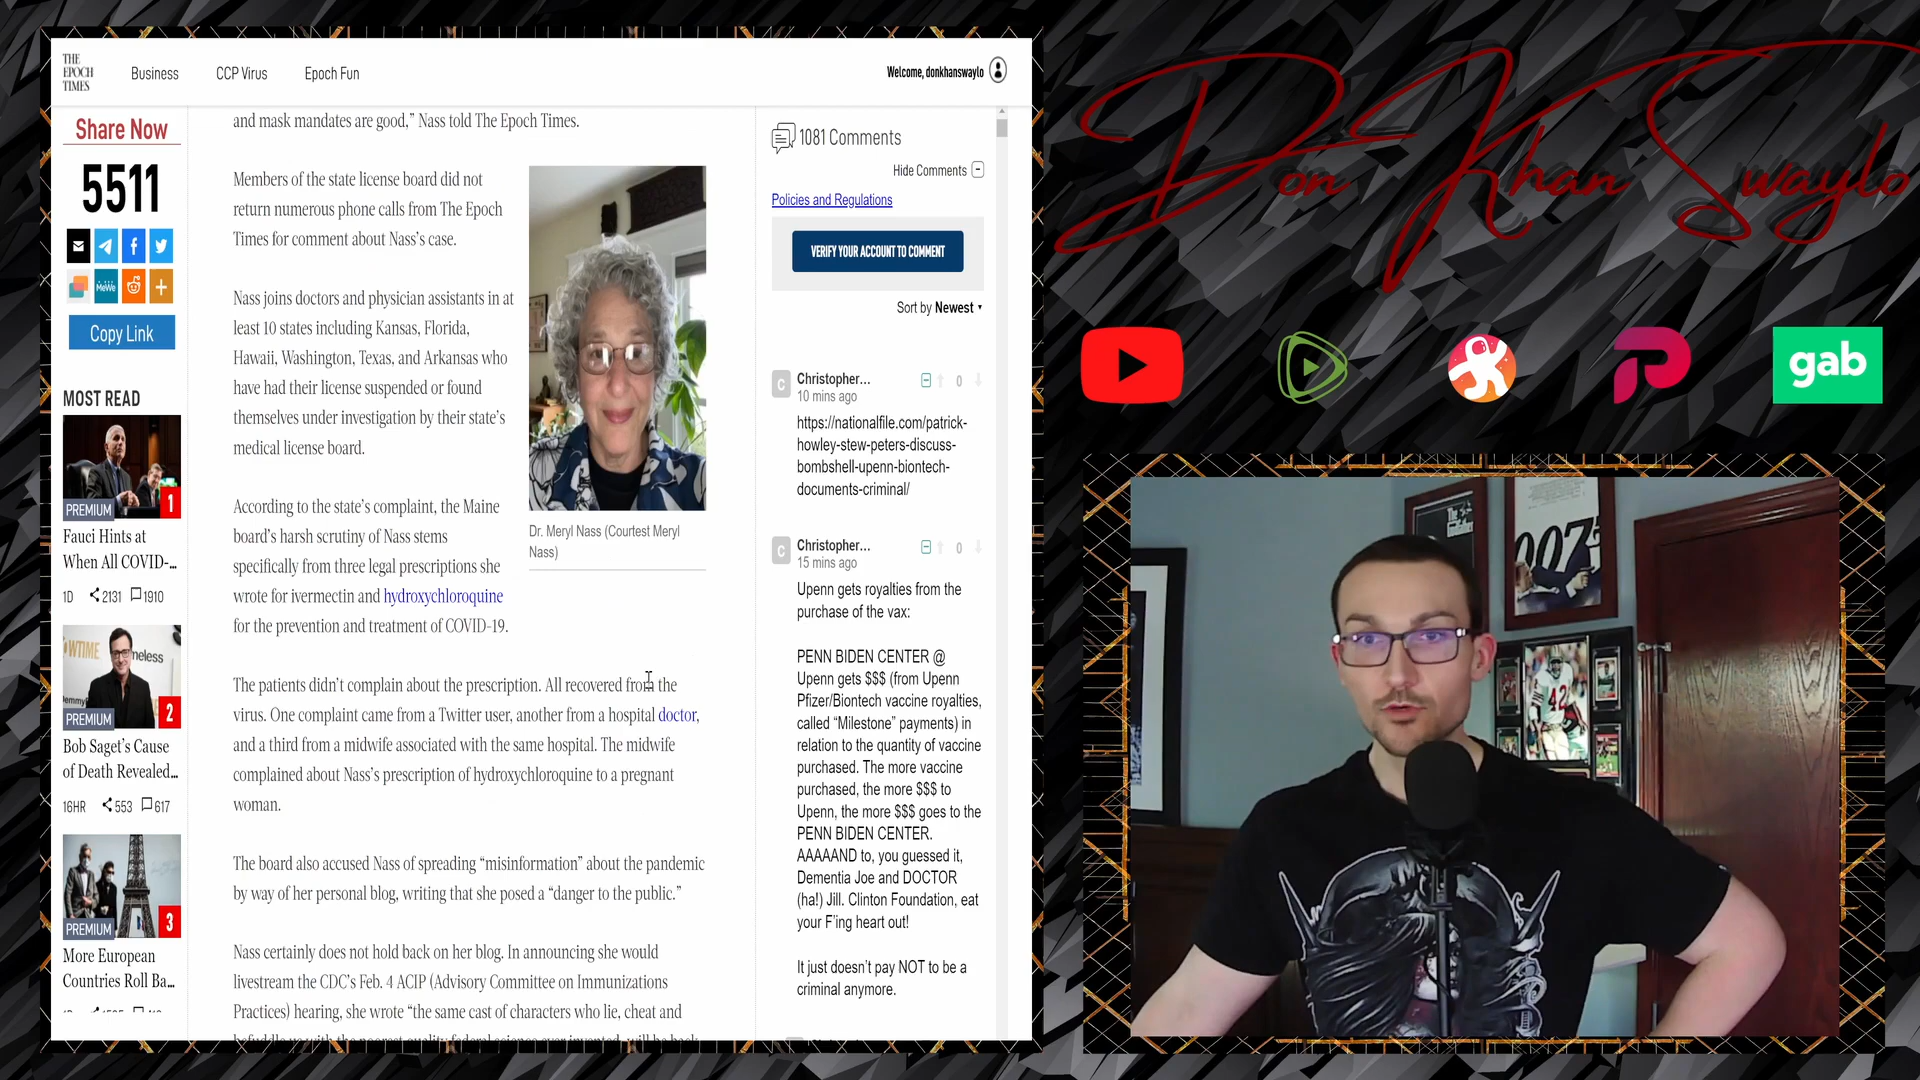 THE
EPOCH
TIMES
Business
CCP Virus
Epoch Fun
Welcome, donkhanswaylo
Share Now
5511
MeWe
Copy Link
MOST READ
PREMIUM
1
Fauci Hints at
When All COVID-...
1D
2131
1910
PREMIUM
2
Bob Saget's Cause
of Death Revealed...
16HR
553
617
PREMIUM
3
More European
Countries Roll Ba...
and mask mandates are good,” Nass told The Epoch Times.
Members of the state license board did not
return numerous phone calls from The Epoch
Times for comment about Nass’s case.
Nass joins doctors and physician assistants in at
least 10 states including Kansas, Florida,
Hawaii, Washington, Texas, and Arkansas who
have had their license suspended or found
themselves under investigation by their state’s
medical license board.
According to the state’s complaint, the Maine
board’s harsh scrutiny of Nass stems
specifically from three legal prescriptions she
wrote for ivermectin and hydroxychloroquine
for the prevention and treatment of COVID-19.
Dr. Meryl Nass (Courtest Meryl
Nass)
The patients didn’t complain about the prescription. All recovered from the
virus. One complaint came from a Twitter user, another from a hospital doctor,
and a third from a midwife associated with the same hospital. The midwife
complained about Nass’s prescription of hydroxychloroquine to a pregnant
woman.
The board also accused Nass of spreading “misinformation” about the pandemic
by way of her personal blog, writing that she posed a “danger to the public.”
Nass certainly does not hold back on her blog. In announcing she would
livestream the CDC’s Feb. 4 ACIP (Advisory Committee on Immunizations
Practices) hearing, she wrote “the same cast of characters who lie, cheat and
1081 Comments
Hide Comments
Policies and Regulations
VERIFY YOUR ACCOUNT TO COMMENT
Sort by Newest
C
Christopher...
0
10 mins ago
https://nationalfile.com/patrick-
howley-stew-peters-discuss-
bombshell-upenn-biontech-
documents-criminal/
C
Christopher...
0
15 mins ago
Upenn gets royalties from the
purchase of the vax:
PENN BIDEN CENTER @
Upenn gets $$$ (from Upenn
Pfizer/Biontech vaccine royalties,
called “Milestone” payments) in
relation to the quantity of vaccine
purchased. The more vaccine
purchased, the more $$$ to
Upenn, the more $$$ goes to the
PENN BIDEN CENTER.
AAAAAND to, you guessed it,
Dementia Joe and DOCTOR
(ha!) Jill. Clinton Foundation, eat
your F'ing heart out!
It just doesn't pay NOT to be a
criminal anymore.
Don Khan Swaylo
gab
007
42